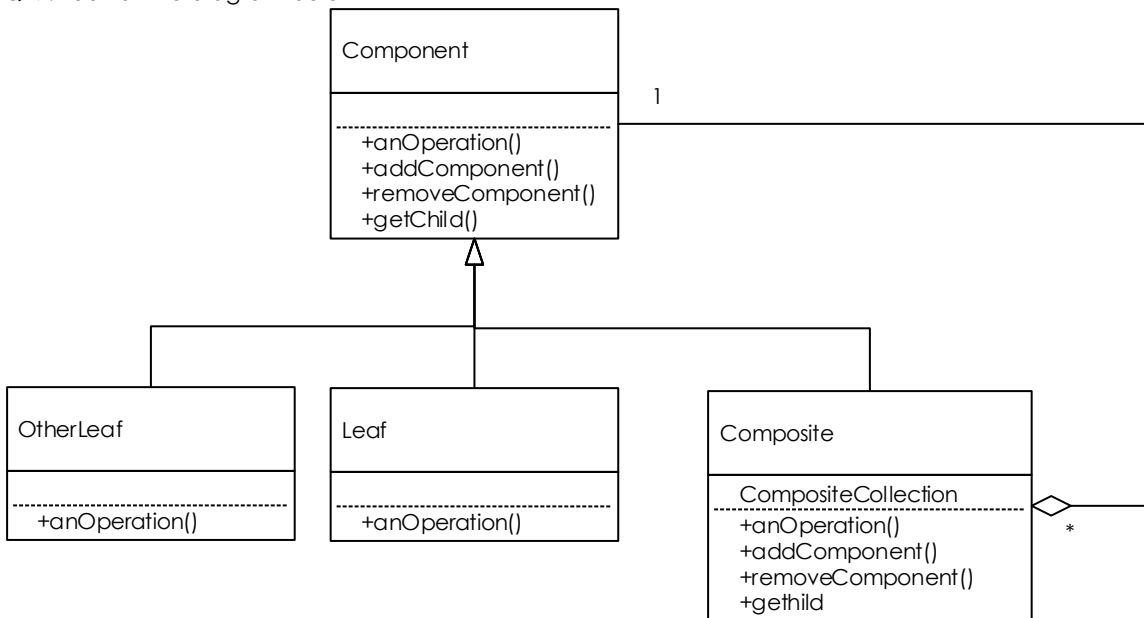 Component
1
+anOperation()
+addComponent()
+removeComponent()
+getChild()
OtherLeaf
+anOperation()
Leaf
+anOperation()
Composite
CompositeCollection
+anOperation()
+addComponent()
+removeComponent()
+gethild
*